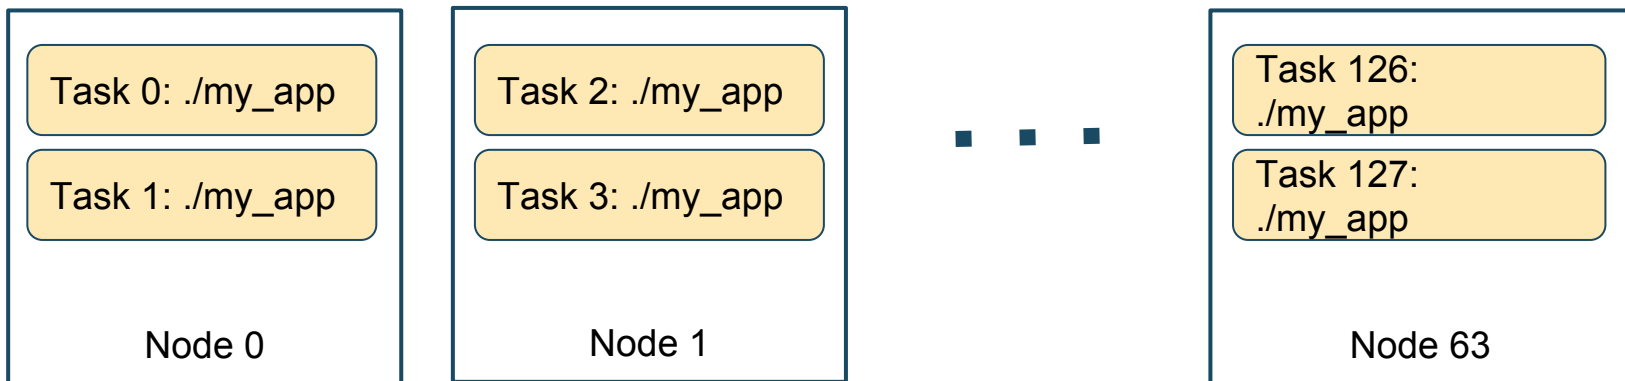 Task 0: ./my_app
Task 1: ./my_app
Node 0
Task 2: ./my_app
Task 3: ./my_app
Node 1
Task 126:
./my_app
Task 127:
./my_app
Node 63